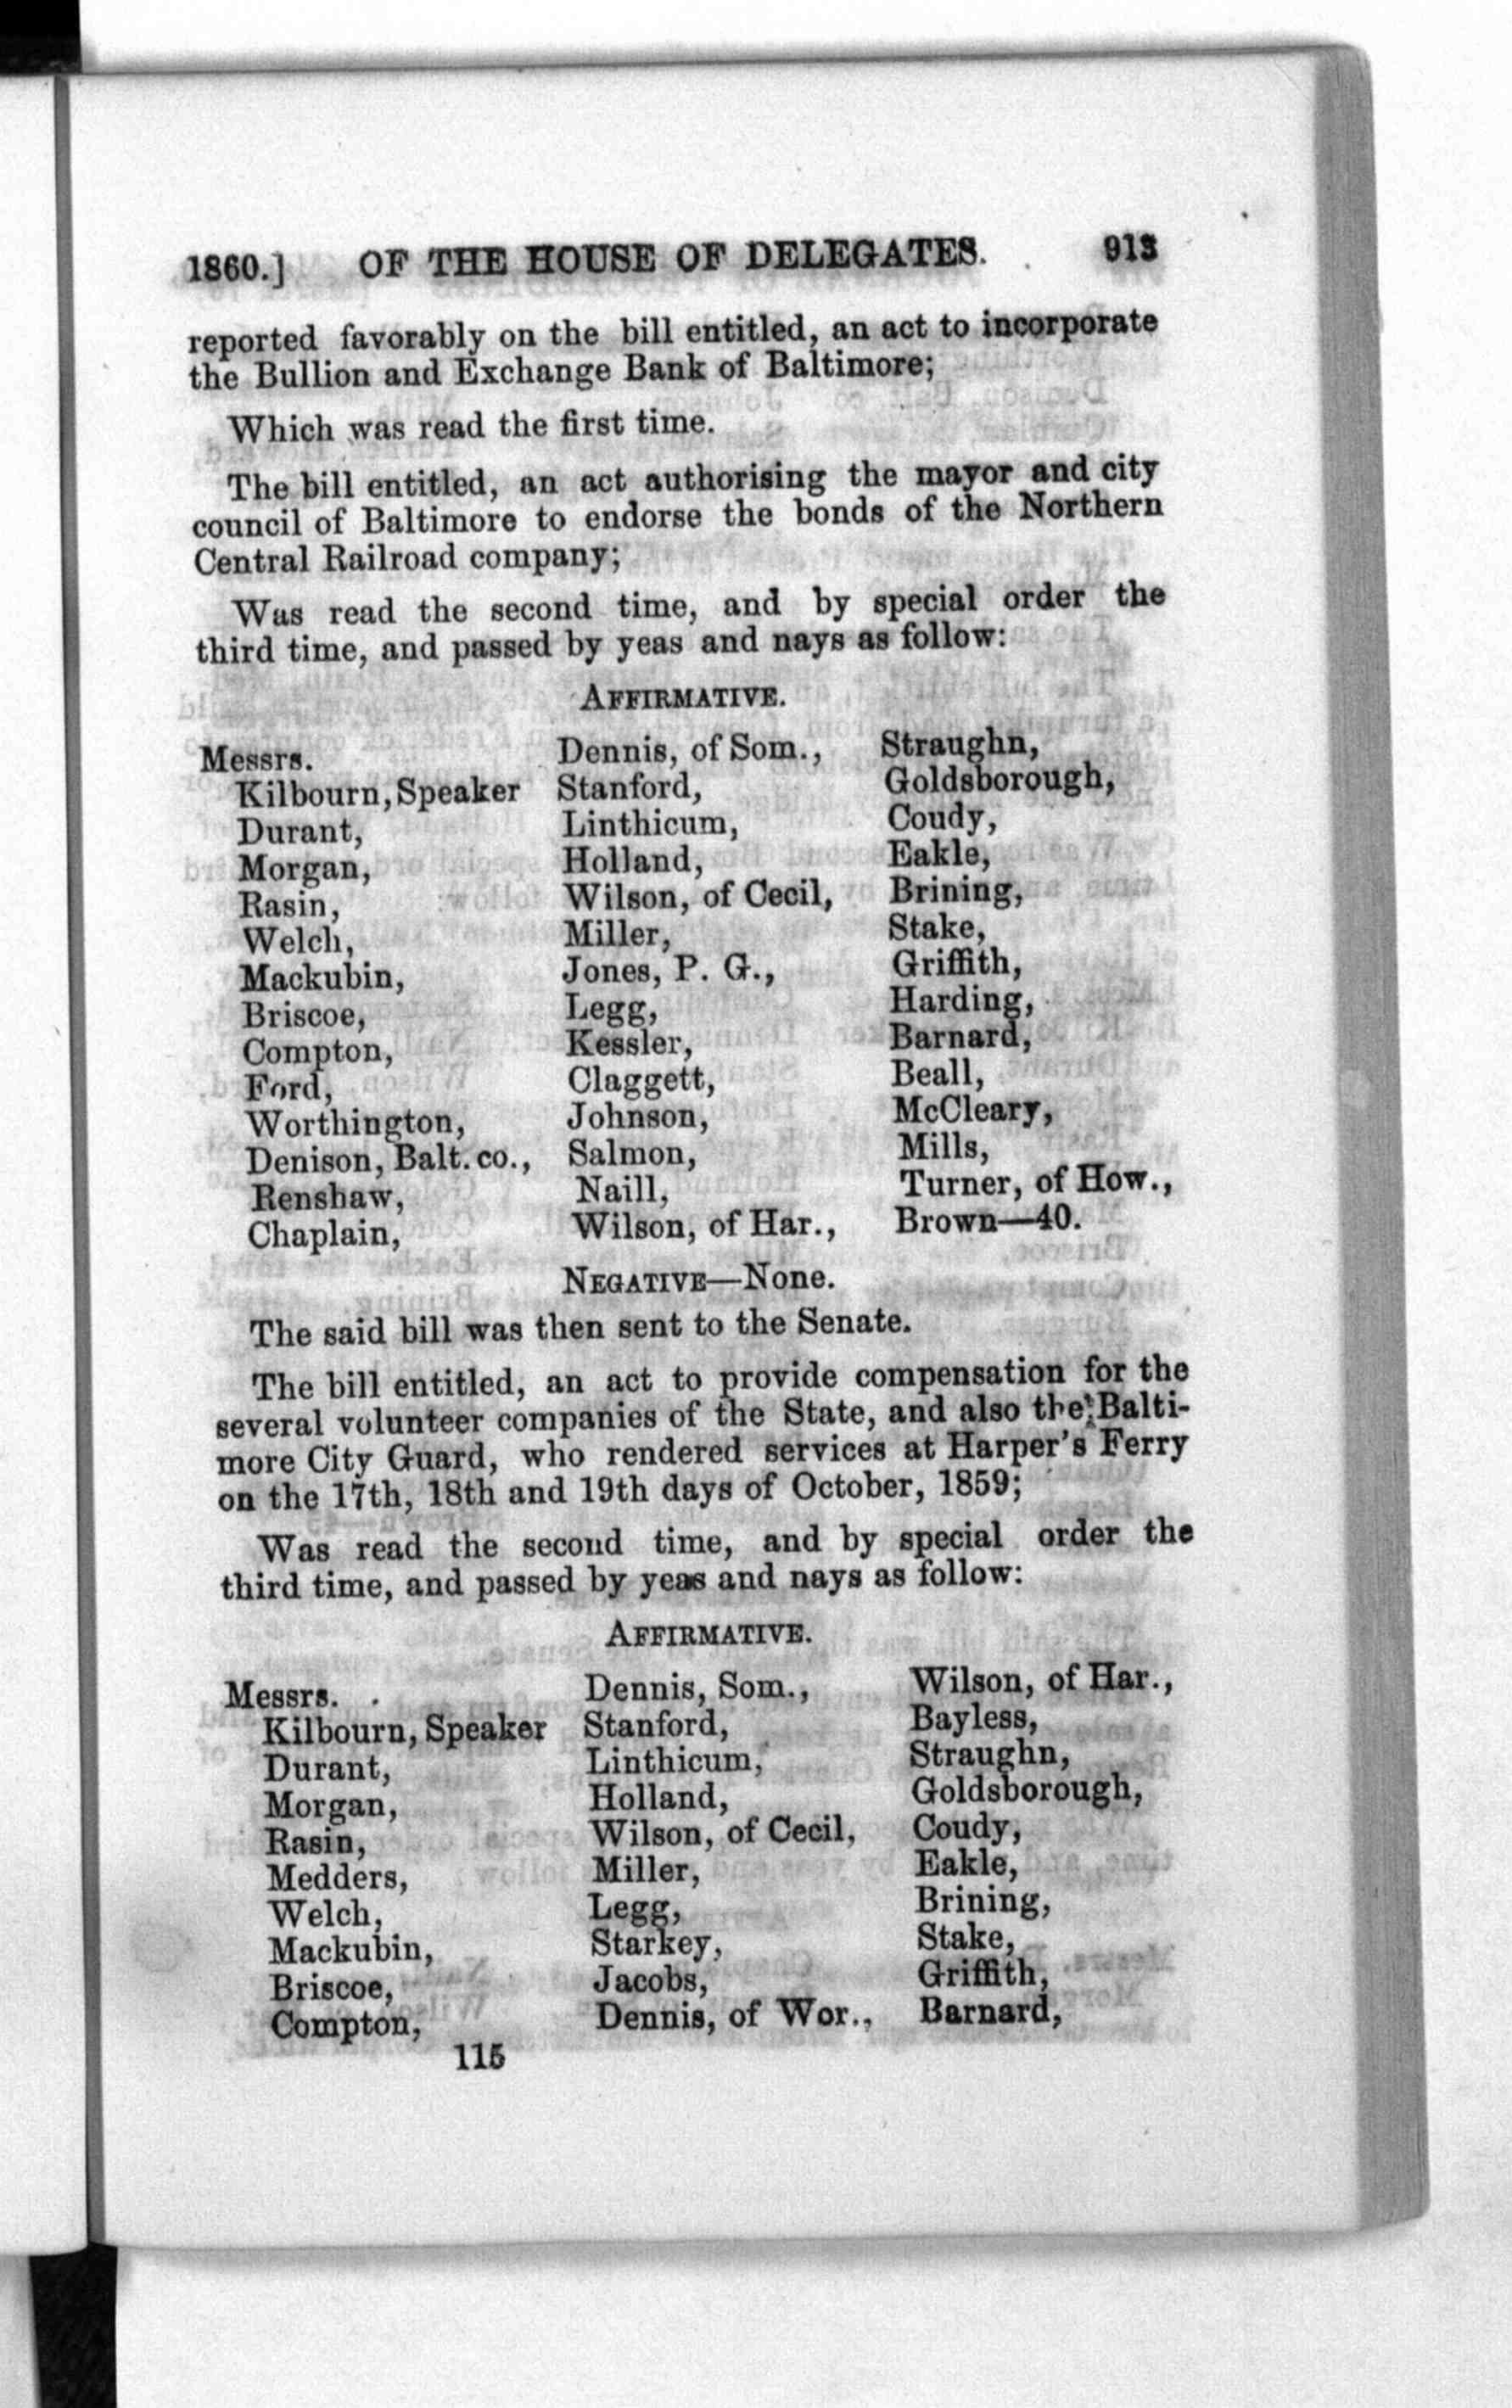 1860.] OF THE HOUSE OF DELEGATES. 913
reported favorably on the bill entitled, an act to incorporate
the Bullion and Exchange Bank of Baltimore;
Which was read the first time.
The bill entitled, an act authorising the mayor and city
council of Baltimore to endorse the bonds of the Northern
Central Railroad company;
Was read the second time, and by special order the
third time, and passed by yeas and nays as follow:
AFFIRMATIVE.
Messrs. Dennis, of Som., Straughn,
Kilbourn, Speaker Stanford, Goldsborough,
Durant, Linthicum, Coudy,
Morgan, Holland, Eakle,
Rasin, Wilson, of Cecil, Brining,
Welch, Miller, Stake,
Mackubin, Jones, P. G., Griffith,
Briscoe, Legg, Harding,
Compton, Kessler, Barnard,
Ford, Claggett, Beall,
Worthington, Johnson, McCleary,
Denison, Balt. co., Salmon, Mills,
Renshaw, Naill, Turner, of How.,
Chaplain, Wilson, of Har., Brown—40.
NEGATIVE—None.
The said bill was then sent to the Senate.
The bill entitled, an act to provide compensation for the
several volunteer companies of the State, and also the Balti-
more City Guard, who rendered services at Harper's Ferry
on the 17th, 18th and 19th days of October, 1859;
Was read the second time, and by special order the
third time, and passed by yeas and nays as follow:
AFFIRMATIVE.
Messrs. Dennis, Som., Wilson, of Har.,
Kilbourn, Speaker Stanford, Bayless,
Durant, Linthicum, Straughn,
Morgan, Holland, Goldsborough,
Rasin, Wilson, of Cecil, Coudy,
Medders, Miller, Eakle,
Welch, Legg, Brining,
Mackubin, Starkey, Stake,
Briscoe, Jacobs, Griffith,
Compton, Dennis, of Wor., Barnard,
115